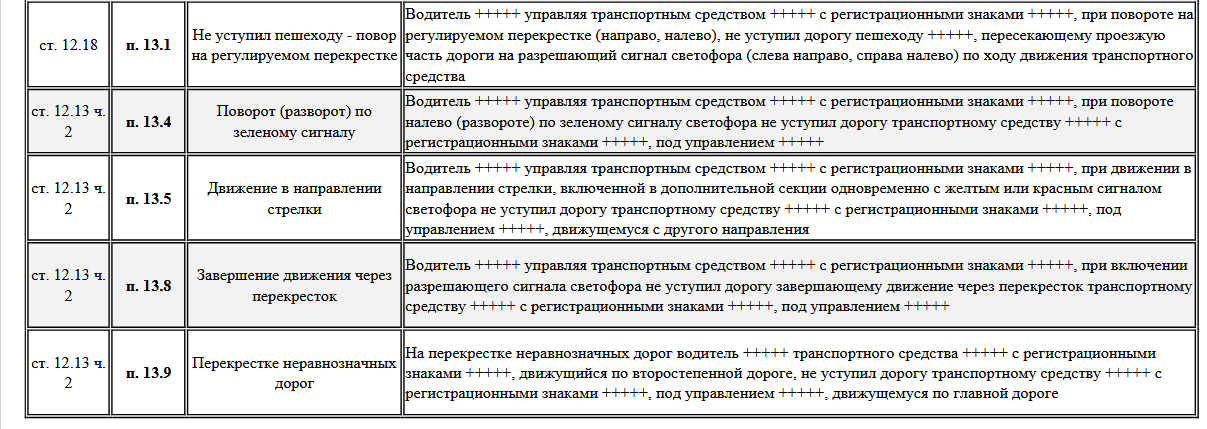 ст. 12.18
п. 13.1
Не уступил пешеходу - повор
на регулируемом перекрестке
Водитель +++++ управляя транспортным средством +++++ с регистрационными знаками +++++, при повороте на
регулируемом перекрестке (направо, налево), не уступил дорогу пешеходу +++++, пересекающему проезжую
часть дороги на разрешающий сигнал светофора (слева направо, справа налево) по ходу движения транспортного
средства
ст. 12.13 ч.
2
п. 13.4
Поворот (разворот) по
зеленому сигналу
Водитель +++++ управляя транспортным средством +++++ с регистрационными знаками +++++, при повороте
налево (развороте) по зеленому сигналу светофора не уступил дорогу транспортному средству +++++ с
регистрационными знаками +++++, под управлением +++++
ст. 12.13 ч.
2
п. 13.5
Движение в направлении
стрелки
Водитель +++++ управляя транспортным средством +++++ с регистрационными знаками +++++, при движении в
направлении стрелки, включенной в дополнительной секции одновременно с желтым или красным сигналом
светофора не уступил дорогу транспортному средству +++++ с регистрационными знаками +++++, под
управлением +++++, движущемуся с другого направления
ст. 12.13 ч.
2
п. 13.8
Завершение движения через
перекресток
Водитель +++++ управляя транспортным средством +++++ с регистрационными знаками +++++, при включении
разрешающего сигнала светофора не уступил дорогу завершающему движение через перекресток транспортному
средству +++++ с регистрационными знаками +++++, под управлением +++++
ст. 12.13 ч.
2
п. 13.9
Перекрестке неравнозначных
дорог
На перекрестке неравнозначных дорог водитель +++++ транспортного средства +++++ с регистрационными
знаками +++++, движущийся по второстепенной дороге, не уступил дорогу транспортному средству +++++ с
регистрационными знаками +++++, под управлением +++++, движущемуся по главной дороге